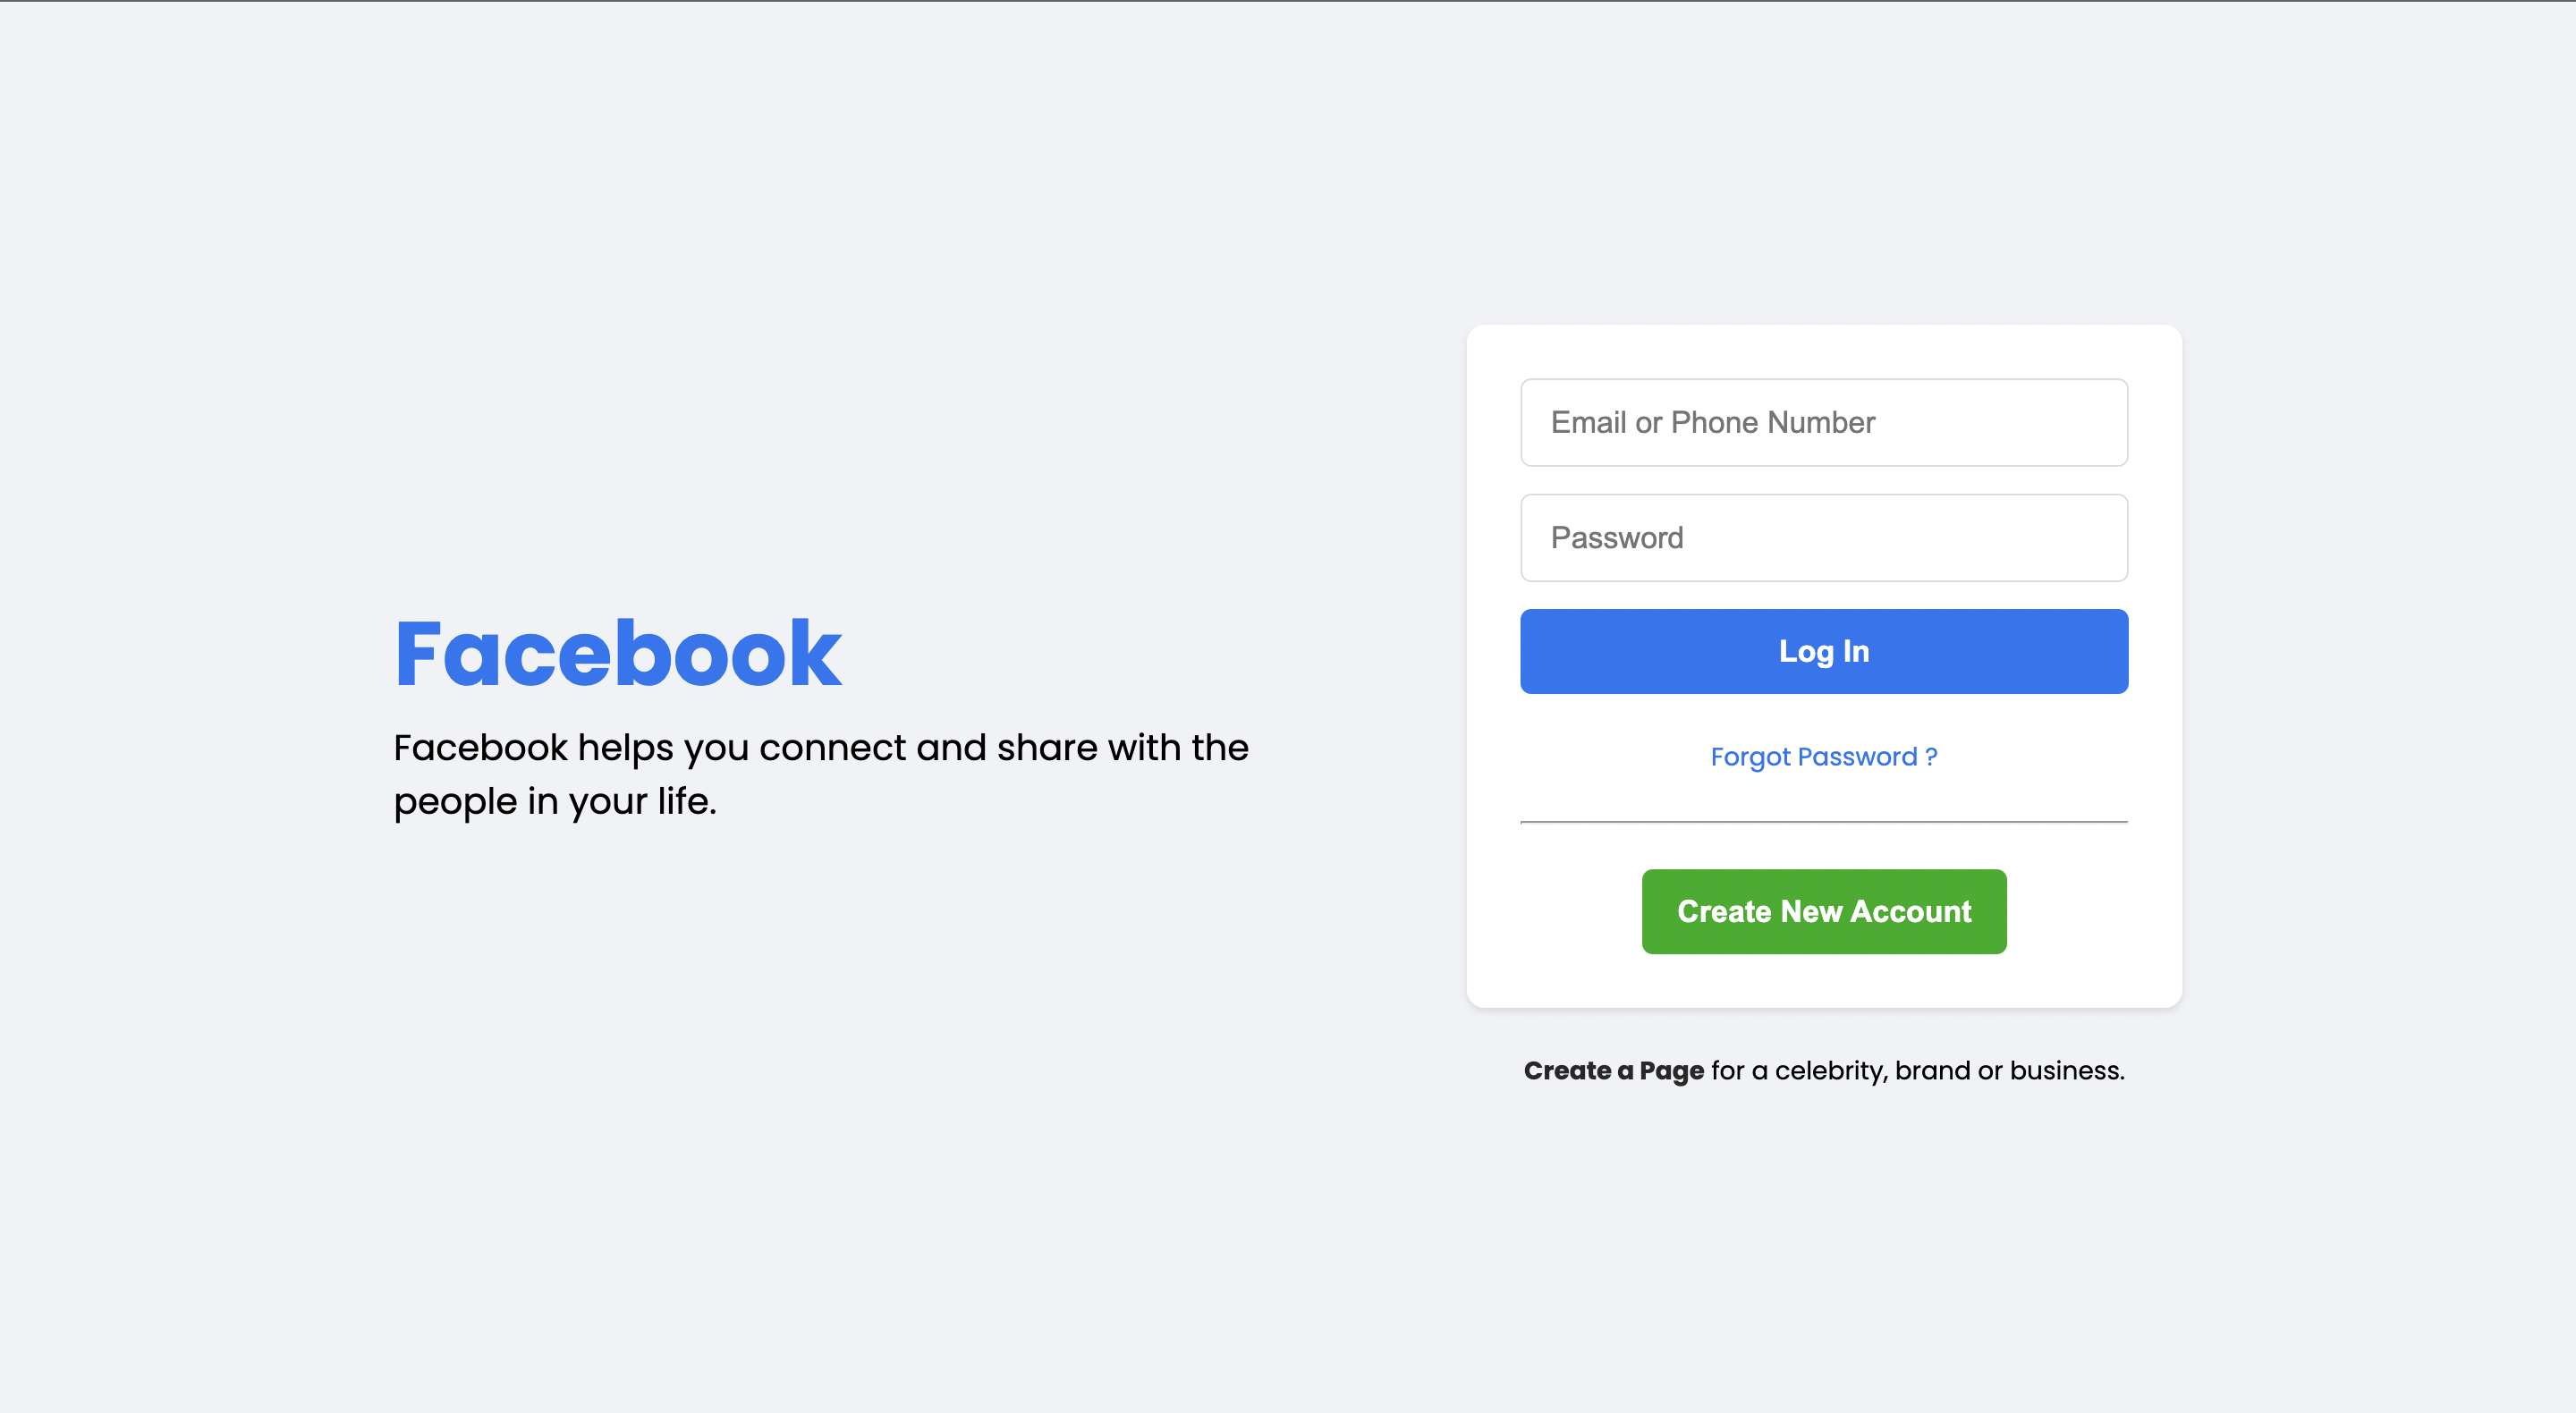 Facebook
Facebook helps you connect and share with the
people in your life.
Email or Phone Number
Password
Log In
Forgot Password ?
Create New Account
Create a Page for a celebrity, brand or business.